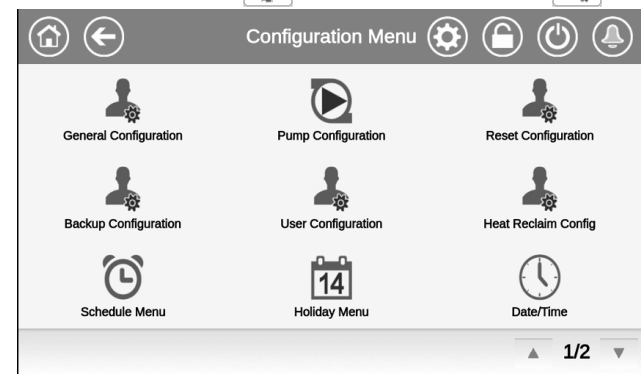 Configuration Menu
General Configuration
Pump Configuration
Reset Configuration
Backup Configuration
User Configuration
Heat Reclaim Config
14
Schedule Menu
Holiday Menu
Date/Time
1/2